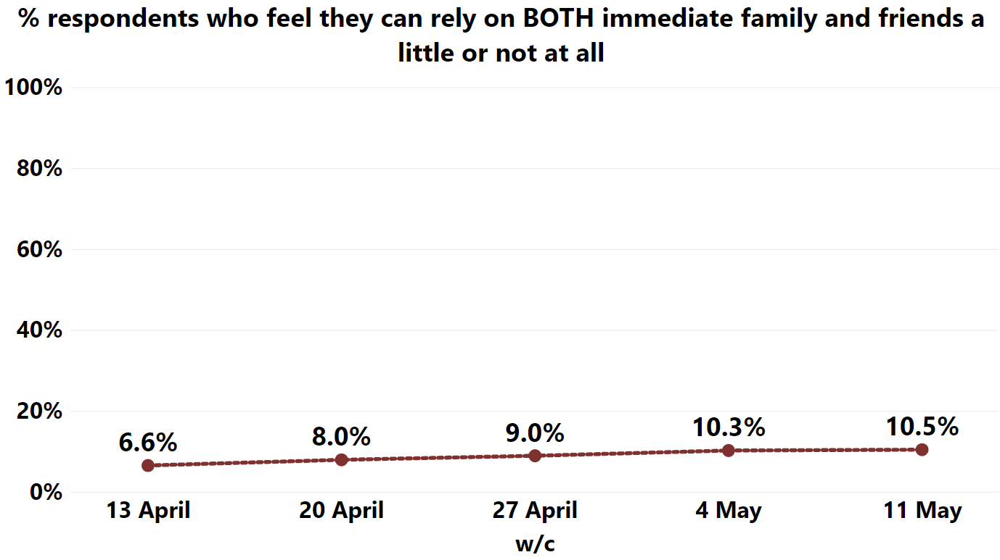 % respondents who feel they can rely on BOTH immediate family and friends a
little or not at all
100%
80%
60%
40%
20%
0%
6.6%
8.0%
9.0%
10.3%
10.5%
13 April
20 April
27 April
4 May
11 May
w/c